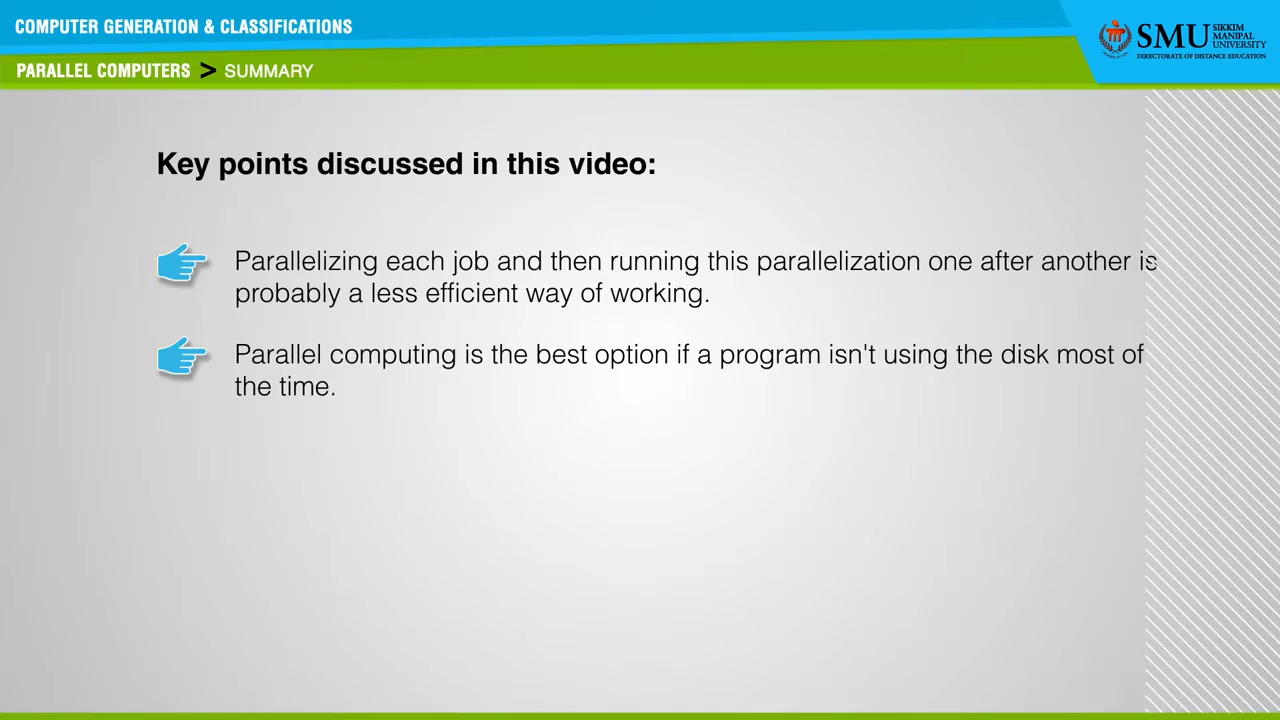 COMPUTER GENERATION & CLASSIFICATIONS
PARALLEL COMPUTERS > SUMMARY
SMU SIKKIM
MANIPAL
UNIVERSITY
DIRECTORATE OF DISTANCE EDUCATION
Key points discussed in this video:
Parallelizing each job and then running this parallelization one after another is
probably a less efficient way of working.
Parallel computing is the best option if a program isn't using the disk most of
the time.